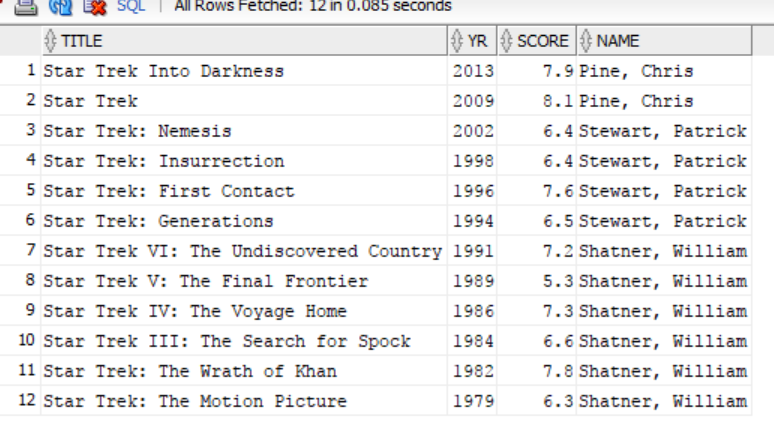 SQL | All Rows Fetched: 12 in 0.085 seconds
TITLE YR SCORE NAME
1 Star Trek Into Darkness 2013 7.9 Pine, Chris
2 Star Trek 2009 8.1 Pine, Chris
3 Star Trek: Nemesis 2002 6.4 Stewart, Patrick
4 Star Trek: Insurrection 1998 6.4 Stewart, Patrick
5 Star Trek: First Contact 1996 7.6 Stewart, Patrick
6 Star Trek: Generations 1994 6.5 Stewart, Patrick
7 Star Trek VI: The Undiscovered Country 1991 7.2 Shatner, William
8 Star Trek V: The Final Frontier 1989 5.3 Shatner, William
9 Star Trek IV: The Voyage Home 1986 7.3 Shatner, William
10 Star Trek III: The Search for Spock 1984 6.6 Shatner, William
11 Star Trek: The Wrath of Khan 1982 7.8 Shatner, William
12 Star Trek: The Motion Picture 1979 6.3 Shatner, William